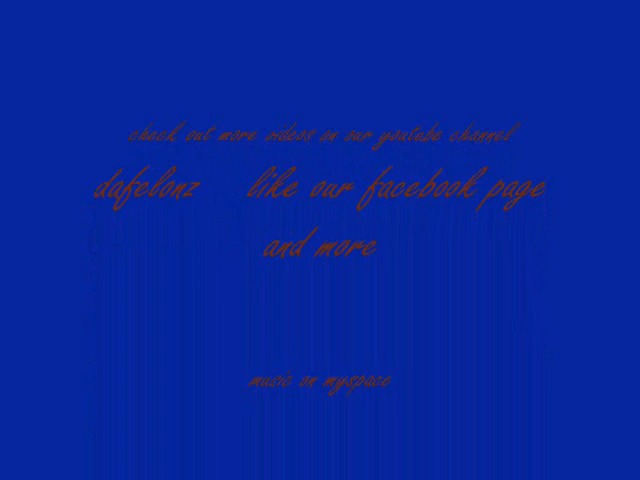 check out more videos on our youtube channel
dafelonz like our facebook page
and more
music on myspace